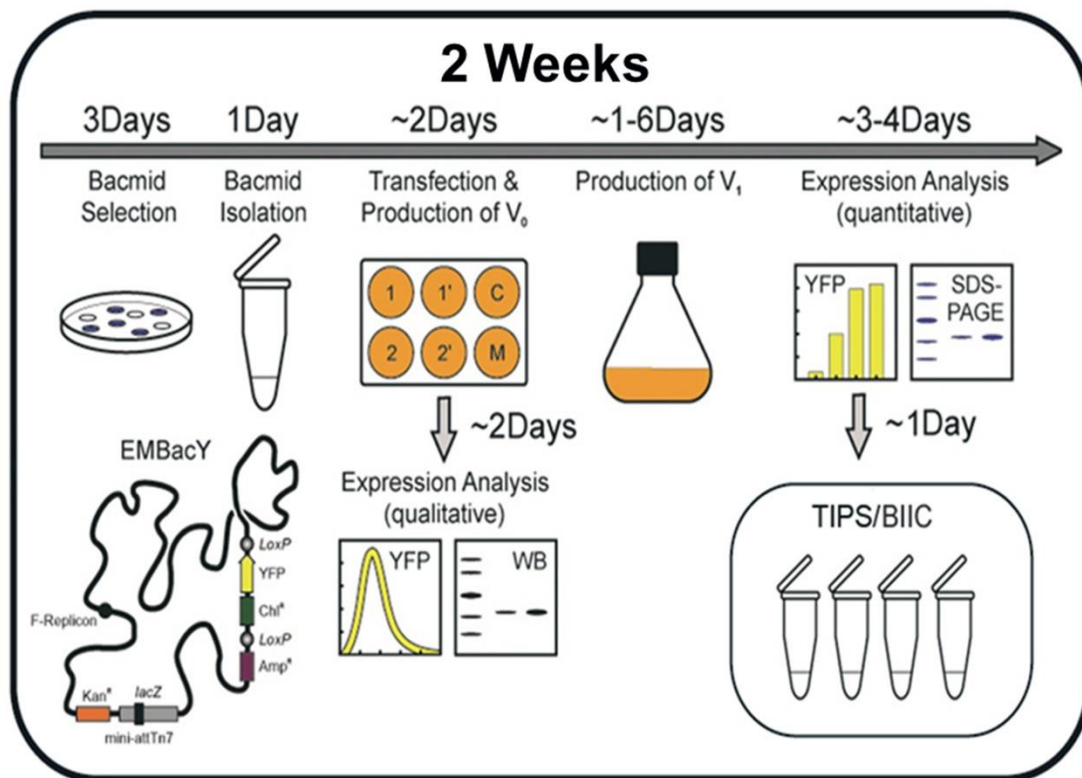 2 Weeks
3Days
1Day
~2Days
~1-6Days
~3-4Days
Bacmid
Selection
Bacmid
Isolation
Transfection &
Production of V₀
Production of V₁
Expression Analysis
(quantitative)
1
1'
C
2
2'
M
YFP
SDS-
PAGE
~2Days
~1Day
EMBacY
LoxP
YFP
Chlᴿ
LoxP
Ampᴿ
F-Replicon
Kanᴿ
lacZ
mini-attTn7
Expression Analysis
(qualitative)
YFP
WB
TIPS/BIIC